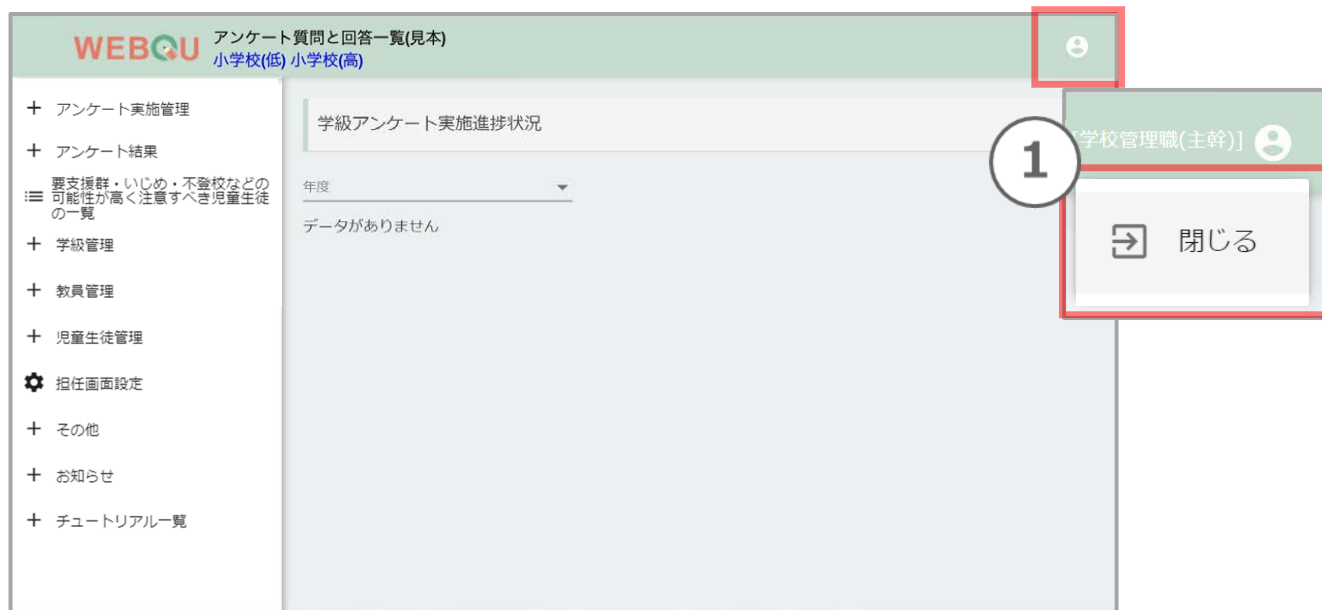 WEBQU
アンケート質問と回答一覧(見本)
小学校(低) 小学校(高)
アンケート実施管理
アンケート結果
要支援群・いじめ・不登校などの
可能性が高く注意すべき児童生徒
の一覧
学級管理
教員管理
児童生徒管理
担任画面設定
その他
お知らせ
チュートリアル一覧
学級アンケート実施進捗状況
年度
データがありません
1
[学校管理職(主幹)]
閉じる